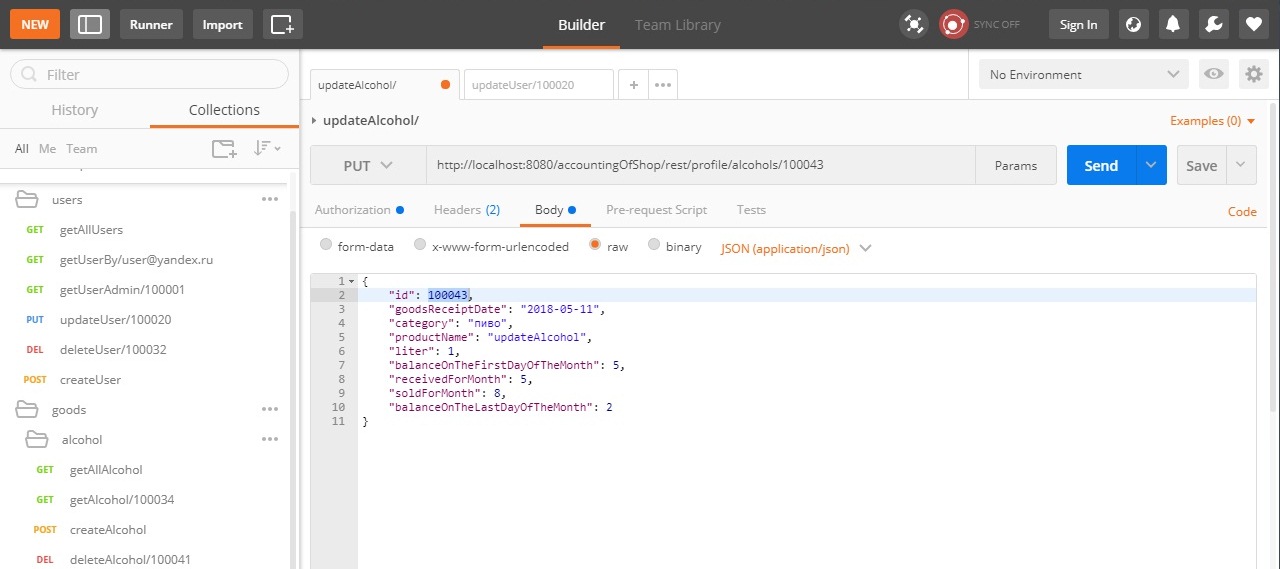 NEW Runner Import Builder Team Library SYNC OFF Sign In
Filter
History Collections
All Me Team
users
GET getAllUsers
GET getUserBy/user@yandex.ru
GET getUserAdmin/100001
PUT updateUser/100020
DEL deleteUser/100032
POST createUser
goods
alcohol
GET getAllAlcohol
GET getAlcohol/100034
POST createAlcohol
DEL deleteAlcohol/100041
updateAlcohol/ updateUser/100020 + ••• No Environment
updateAlcohol/ Examples (0)
PUT http://localhost:8080/accountingOfShop/rest/profile/alcohols/100043 Params Send Save
Authorization Headers (2) Body Pre-request Script Tests Code
form-data x-www-form-urlencoded raw binary JSON (application/json)
1 {
2 "id": 100043,
3 "goodsReceiptDate": "2018-05-11",
4 "category": "пиво",
5 "productName": "updateAlcohol",
6 "liter": 1,
7 "balanceOnTheFirstDayOfTheMonth": 5,
8 "receivedForMonth": 5,
9 "soldForMonth": 8,
10 "balanceOnTheLastDayOfTheMonth": 2
11 }